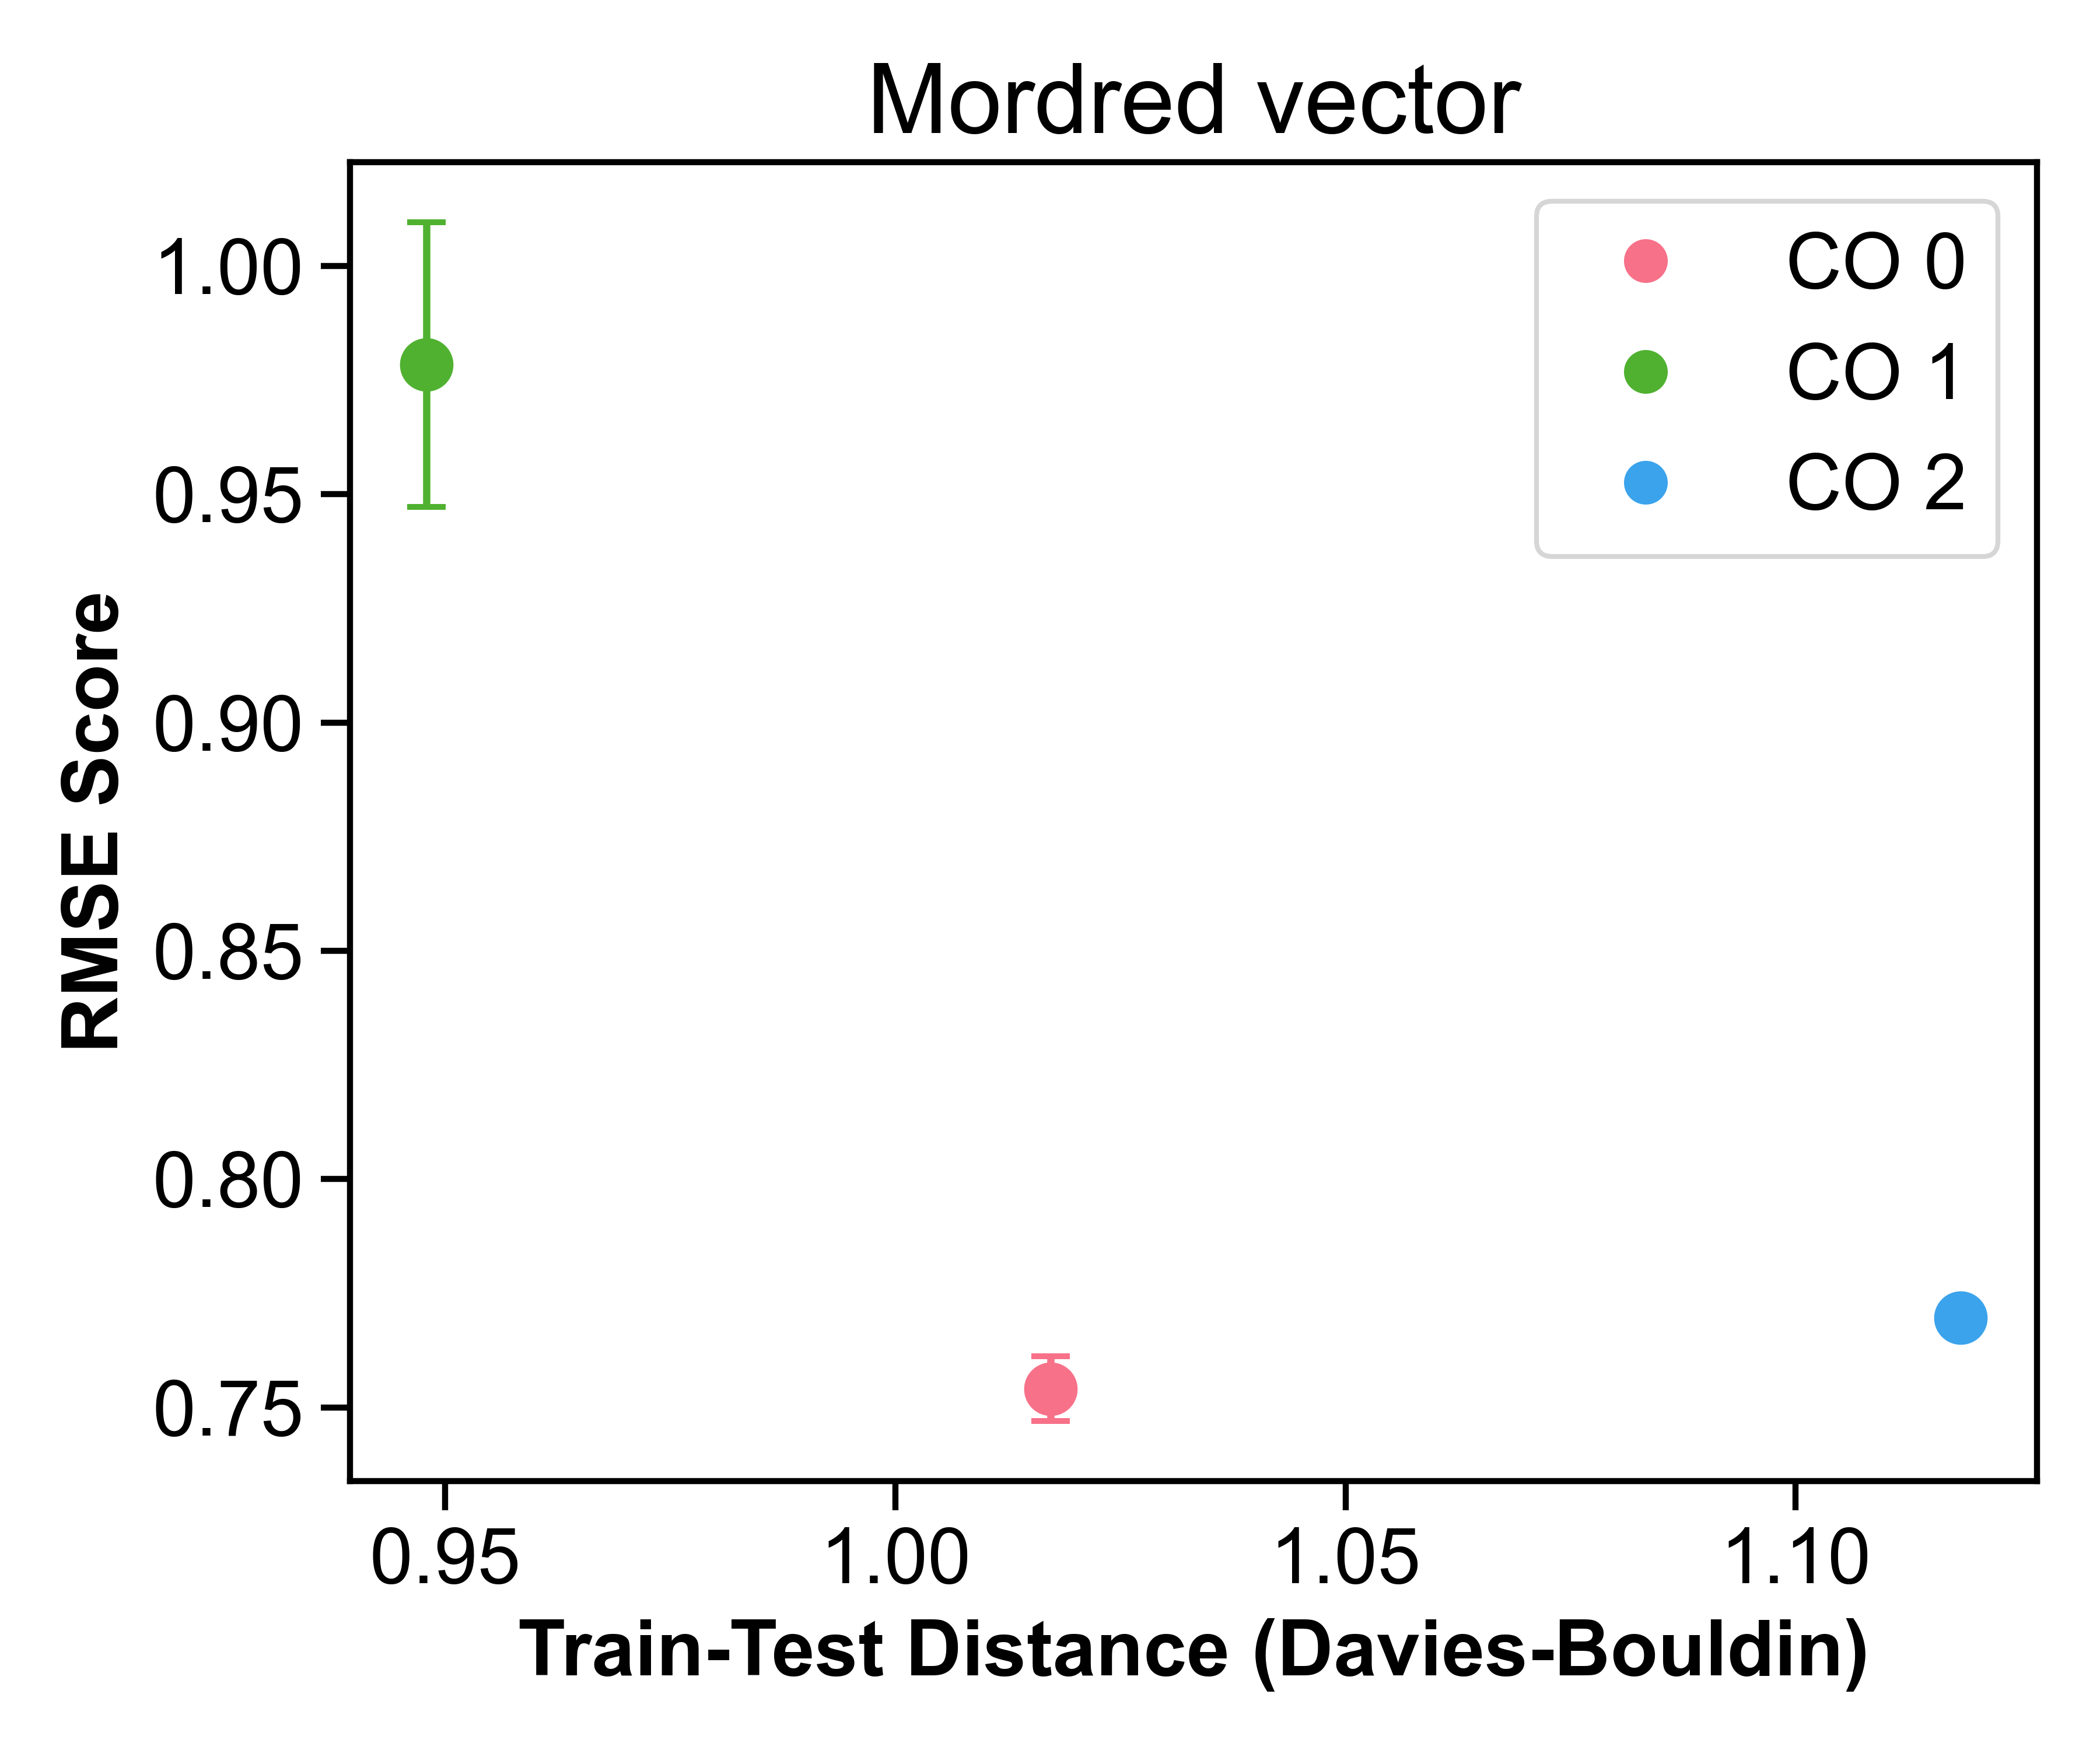 Mordred vector
CO 0
CO 1
CO 2
RMSE Score
1.00
0.95
0.90
0.85
0.80
0.75
0.95 1.00 1.05 1.10
Train-Test Distance (Davies-Bouldin)